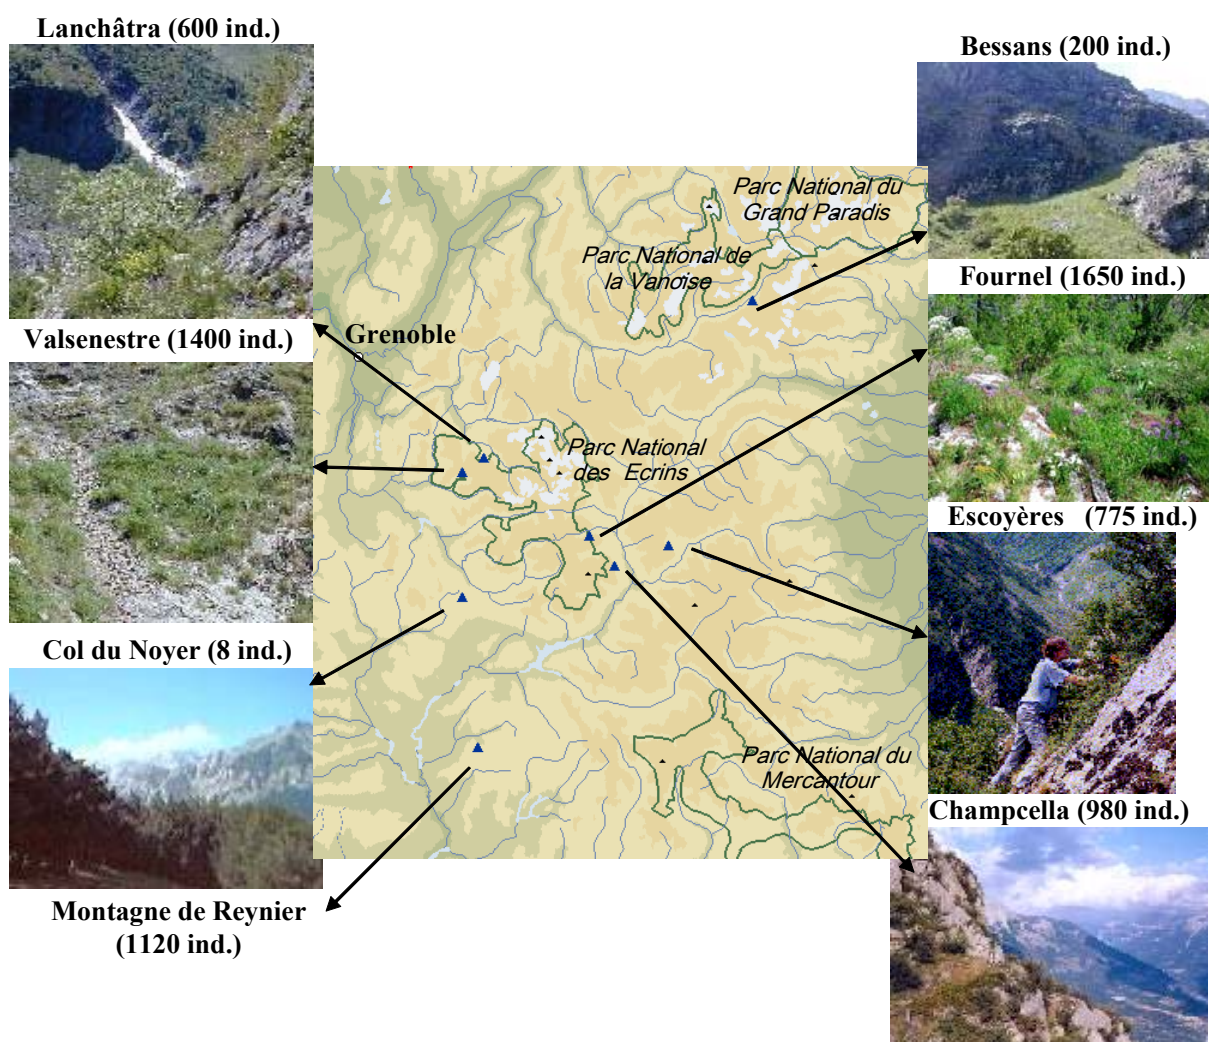 Lanchâtra (600 ind.)
Bessans (200 ind.)
Parc National du
Grand Paradis
Parc National de
la Vanoise
Fournel (1650 ind.)
Valsenestre (1400 ind.)
Grenoble
Parc National
des Ecrins
Escoyères (775 ind.)
Col du Noyer (8 ind.)
Parc National du
Mercantour
Champcella (980 ind.)
Montagne de Reynier
(1120 ind.)